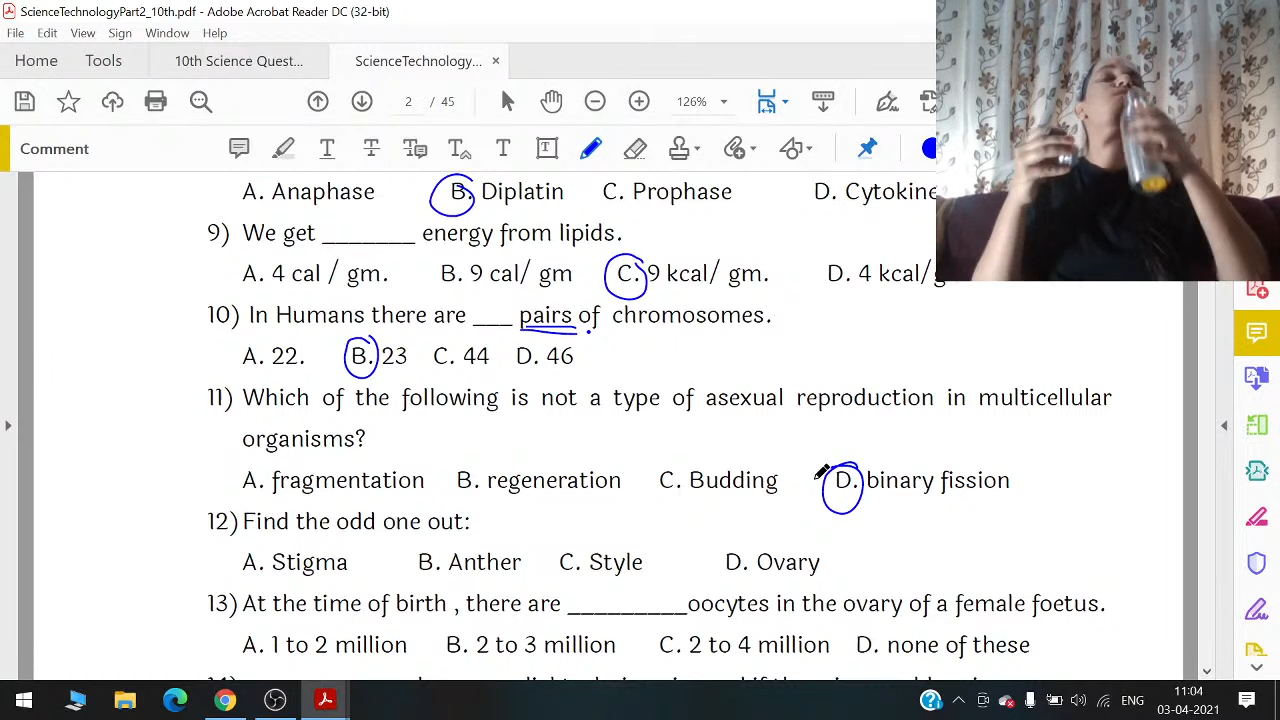 ScienceTechnologyPart2_10th.pdf - Adobe Acrobat Reader DC (32-bit)
File Edit View Sign Window Help
Home Tools 10th Science Quest... ScienceTechnology... ×
2 / 45 126%
Comment
A. Anaphase B. Diplatin C. Prophase D. Cytokine
9) We get _______ energy from lipids.
A. 4 cal / gm. B. 9 cal/ gm C. 9 kcal/ gm. D. 4 kcal/g
10) In Humans there are ___ pairs of chromosomes.
A. 22. B. 23 C. 44 D. 46
11) Which of the following is not a type of asexual reproduction in multicellular
organisms?
A. fragmentation B. regeneration C. Budding D. binary fission
12) Find the odd one out:
A. Stigma B. Anther C. Style D. Ovary
13) At the time of birth , there are _________oocytes in the ovary of a female foetus.
A. 1 to 2 million B. 2 to 3 million C. 2 to 4 million D. none of these
ENG
11:04
03-04-2021